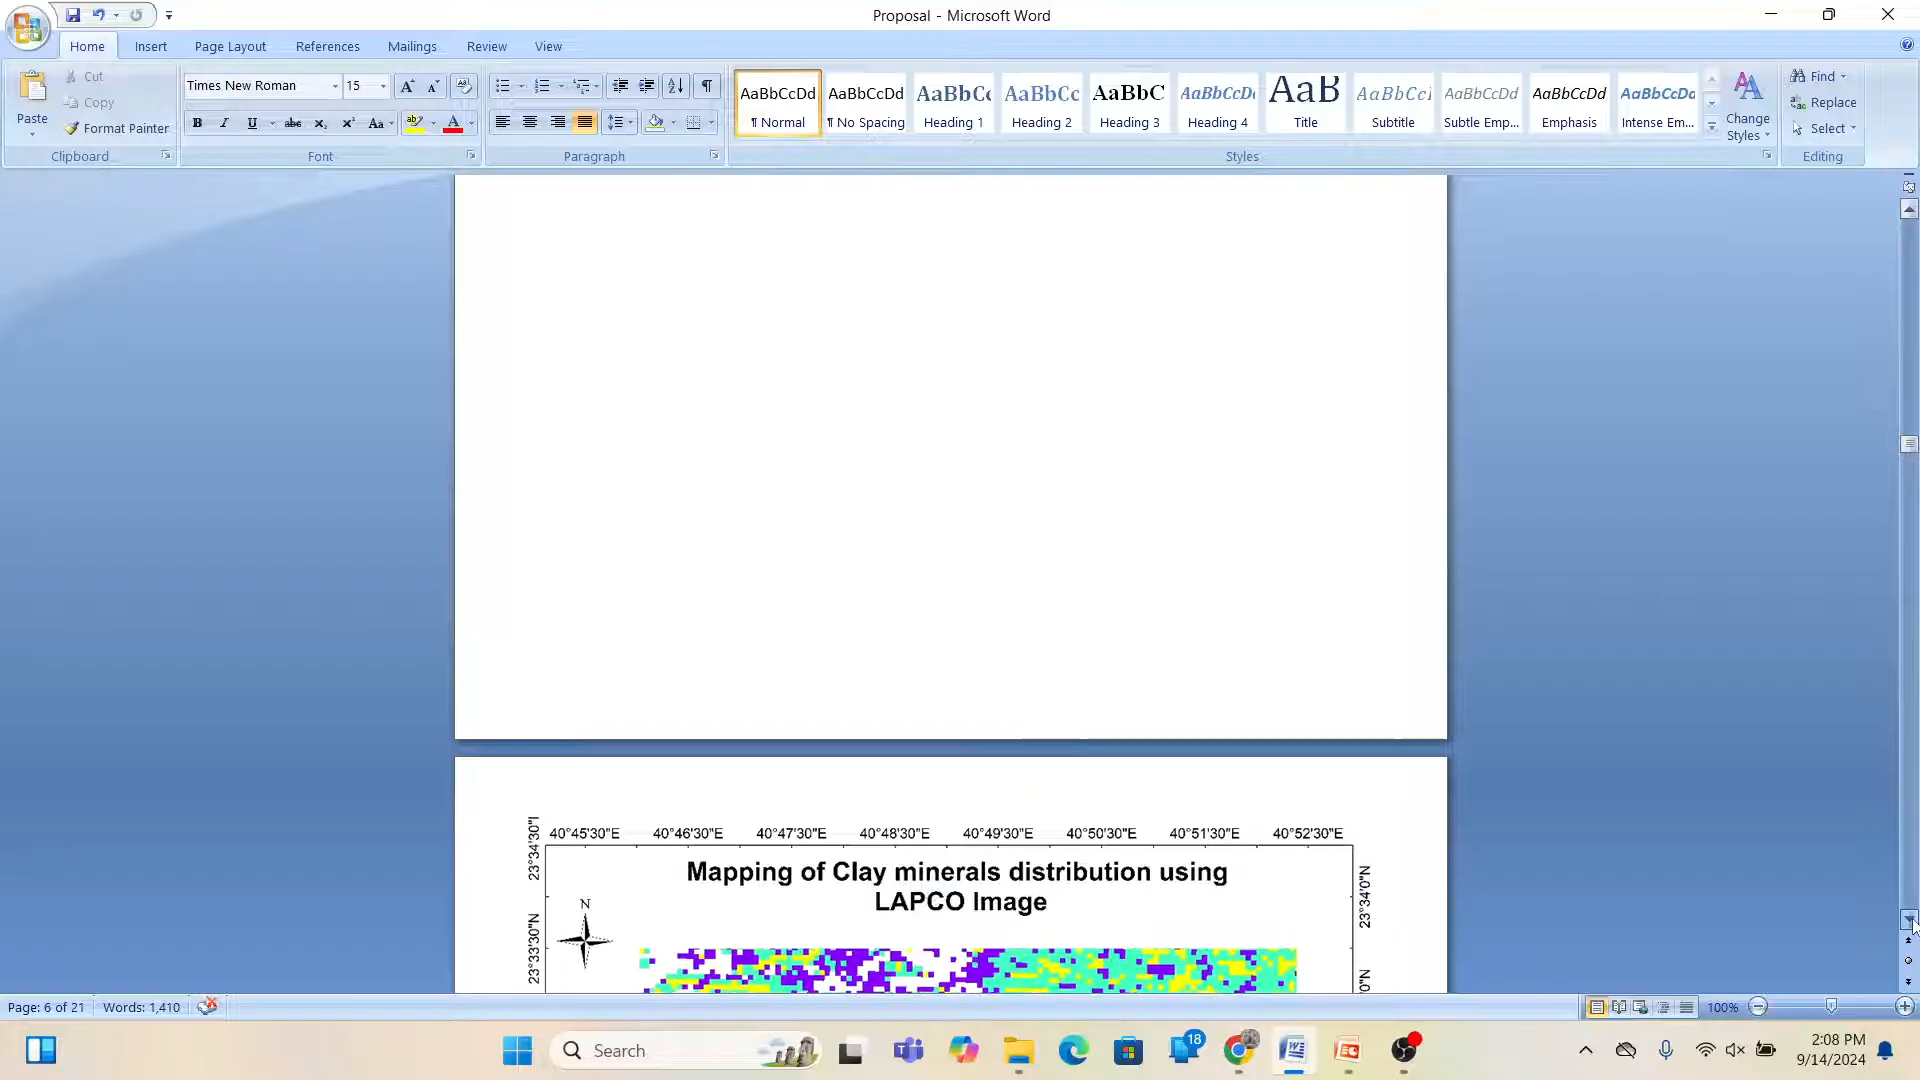 Proposal - Microsoft Word
Home Insert Page Layout References Mailings Review View
Paste
Cut
Copy
Format Painter
Clipboard
Times New Roman 15
Font
Paragraph
AaBbCcDd AaBbCcDd AaBbCc AaBbCc AaBbC AaBbCcDd AaB AaBbCcI AaBbCcDd AaBbCcDd AaBbCcDd
¶ Normal ¶ No Spacing Heading 1 Heading 2 Heading 3 Heading 4 Title Subtitle Subtle Emp... Emphasis Intense Em...
Change
Styles
Styles
Find
Replace
Select
Editing
40°45'30"E 40°46'30"E 40°47'30"E 40°48'30"E 40°49'30"E 40°50'30"E 40°51'30"E 40°52'30"E
23°34'30"
23°33'30"N
Mapping of Clay minerals distribution using
LAPCO Image
N
23°34'0"N
0"N
Page: 6 of 21 Words: 1,410
100%
Search
18
2:08 PM
9/14/2024